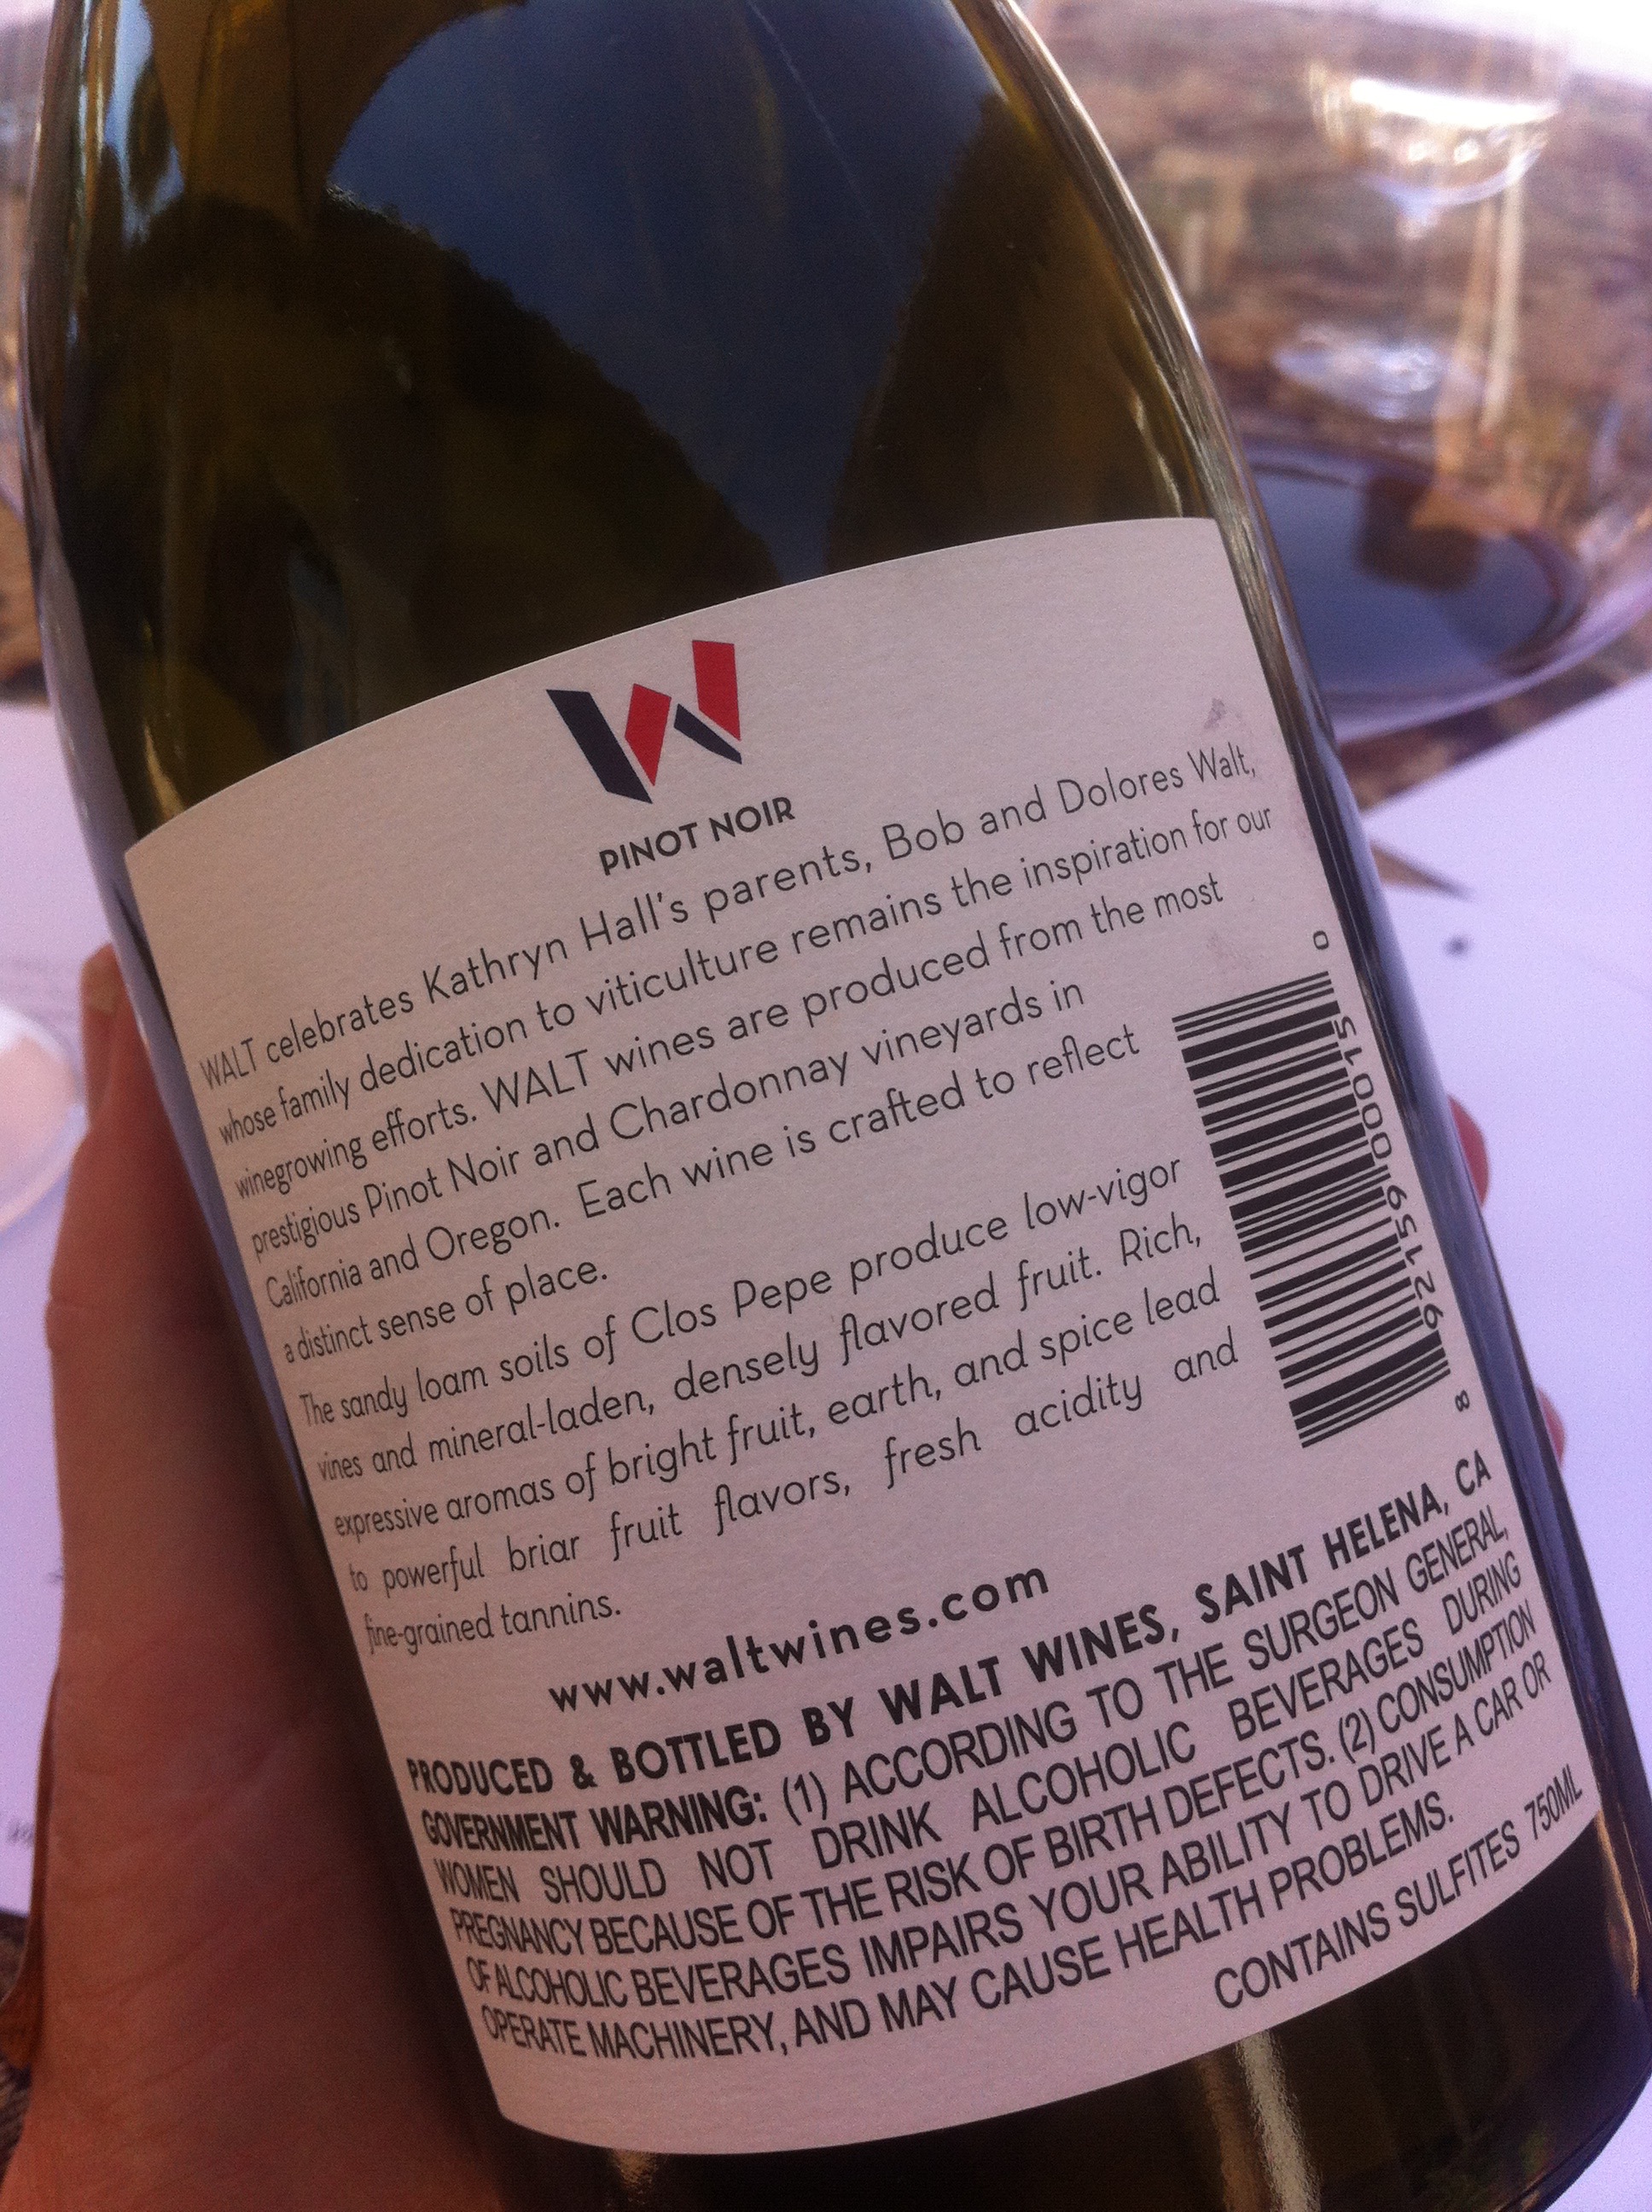 W
PINOT NOIR
WALT celebrates Kathryn Hall's parents, Bob and Dolores Walt,
whose family dedication to viticulture remains the inspiration for our
winegrowing efforts. WALT wines are produced from the most
prestigious Pinot Noir and Chardonnay vineyards in
California and Oregon. Each wine is crafted to reflect
a distinct sense of place.
The sandy loam soils of Clos Pepe produce low-vigor
vines and mineral-laden, densely flavored fruit. Rich,
expressive aromas of bright fruit, earth, and spice lead
to powerful briar fruit flavors, fresh acidity and
fine-grained tannins.
8 92159 00015 0
www.waltwines.com
PRODUCED & BOTTLED BY WALT WINES, SAINT HELENA, CA
GOVERNMENT WARNING: (1) ACCORDING TO THE SURGEON GENERAL,
WOMEN SHOULD NOT DRINK ALCOHOLIC BEVERAGES DURING
PREGNANCY BECAUSE OF THE RISK OF BIRTH DEFECTS. (2) CONSUMPTION
OF ALCOHOLIC BEVERAGES IMPAIRS YOUR ABILITY TO DRIVE A CAR OR
OPERATE MACHINERY, AND MAY CAUSE HEALTH PROBLEMS.
CONTAINS SULFITES 750ML